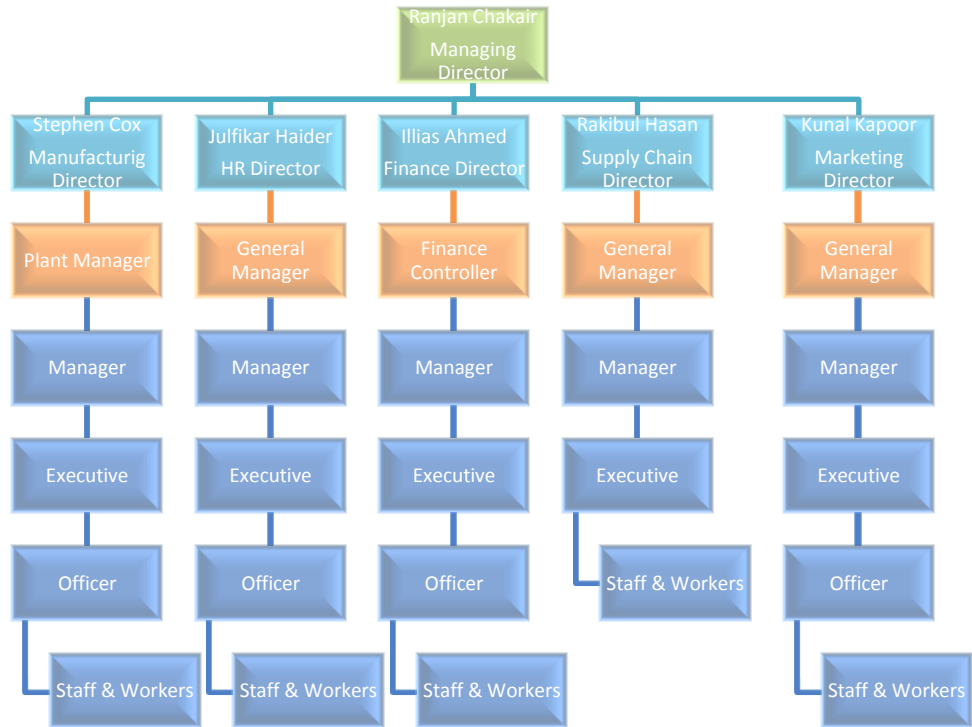 Ranjan Chakair
Managing
Director
Stephen Cox
Manufacturig
Director
Julfikar Haider
HR Director
Illias Ahmed
Finance Director
Rakibul Hasan
Supply Chain
Director
Kunal Kapoor
Marketing
Director
Plant Manager
General
Manager
Finance
Controller
General
Manager
General
Manager
Manager
Manager
Manager
Manager
Manager
Executive
Executive
Executive
Executive
Executive
Officer
Officer
Officer
Staff & Workers
Officer
Staff & Workers
Staff & Workers
Staff & Workers
Staff & Workers